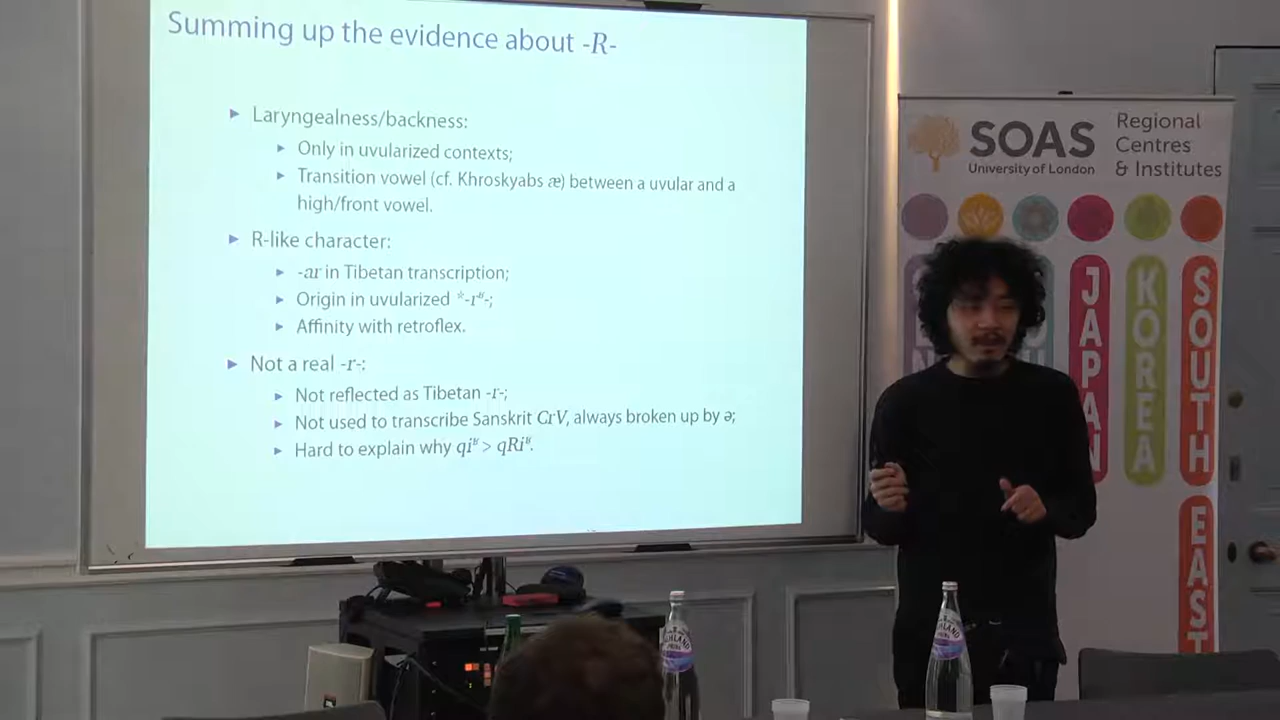 Summing up the evidence about -R-
▶ Laryngealness/backness:
▶ Only in uvularized contexts;
▶ Transition vowel (cf. Khroskyabs æ) between a uvular and a
high/front vowel.
▶ R-like character:
▶ -ar in Tibetan transcription;
▶ Origin in uvularized *-rʶ-;
▶ Affinity with retroflex.
▶ Not a real -r-:
▶ Not reflected as Tibetan -r-;
▶ Not used to transcribe Sanskrit CrV, always broken up by ə;
▶ Hard to explain why qiʶ > qRiʶ.
SOAS
University of London
Regional
Centres
& Institutes
JAPAN
KOREA
SOUTH
EAST